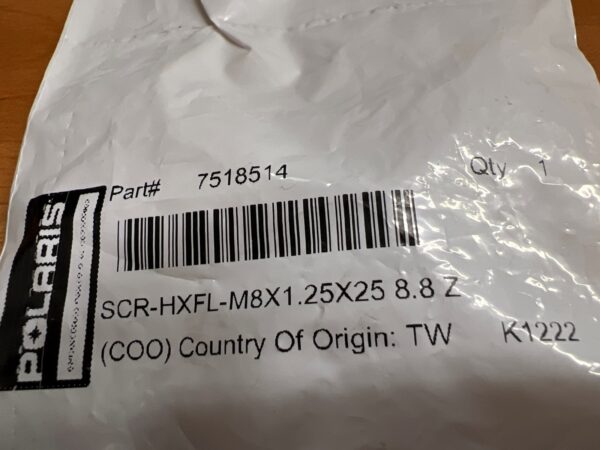 Part# 7518514 Qty 1
POLARIS
SCR-HXFL-M8X1.25X25 8.8 Z
(COO) Country Of Origin: TW K1222